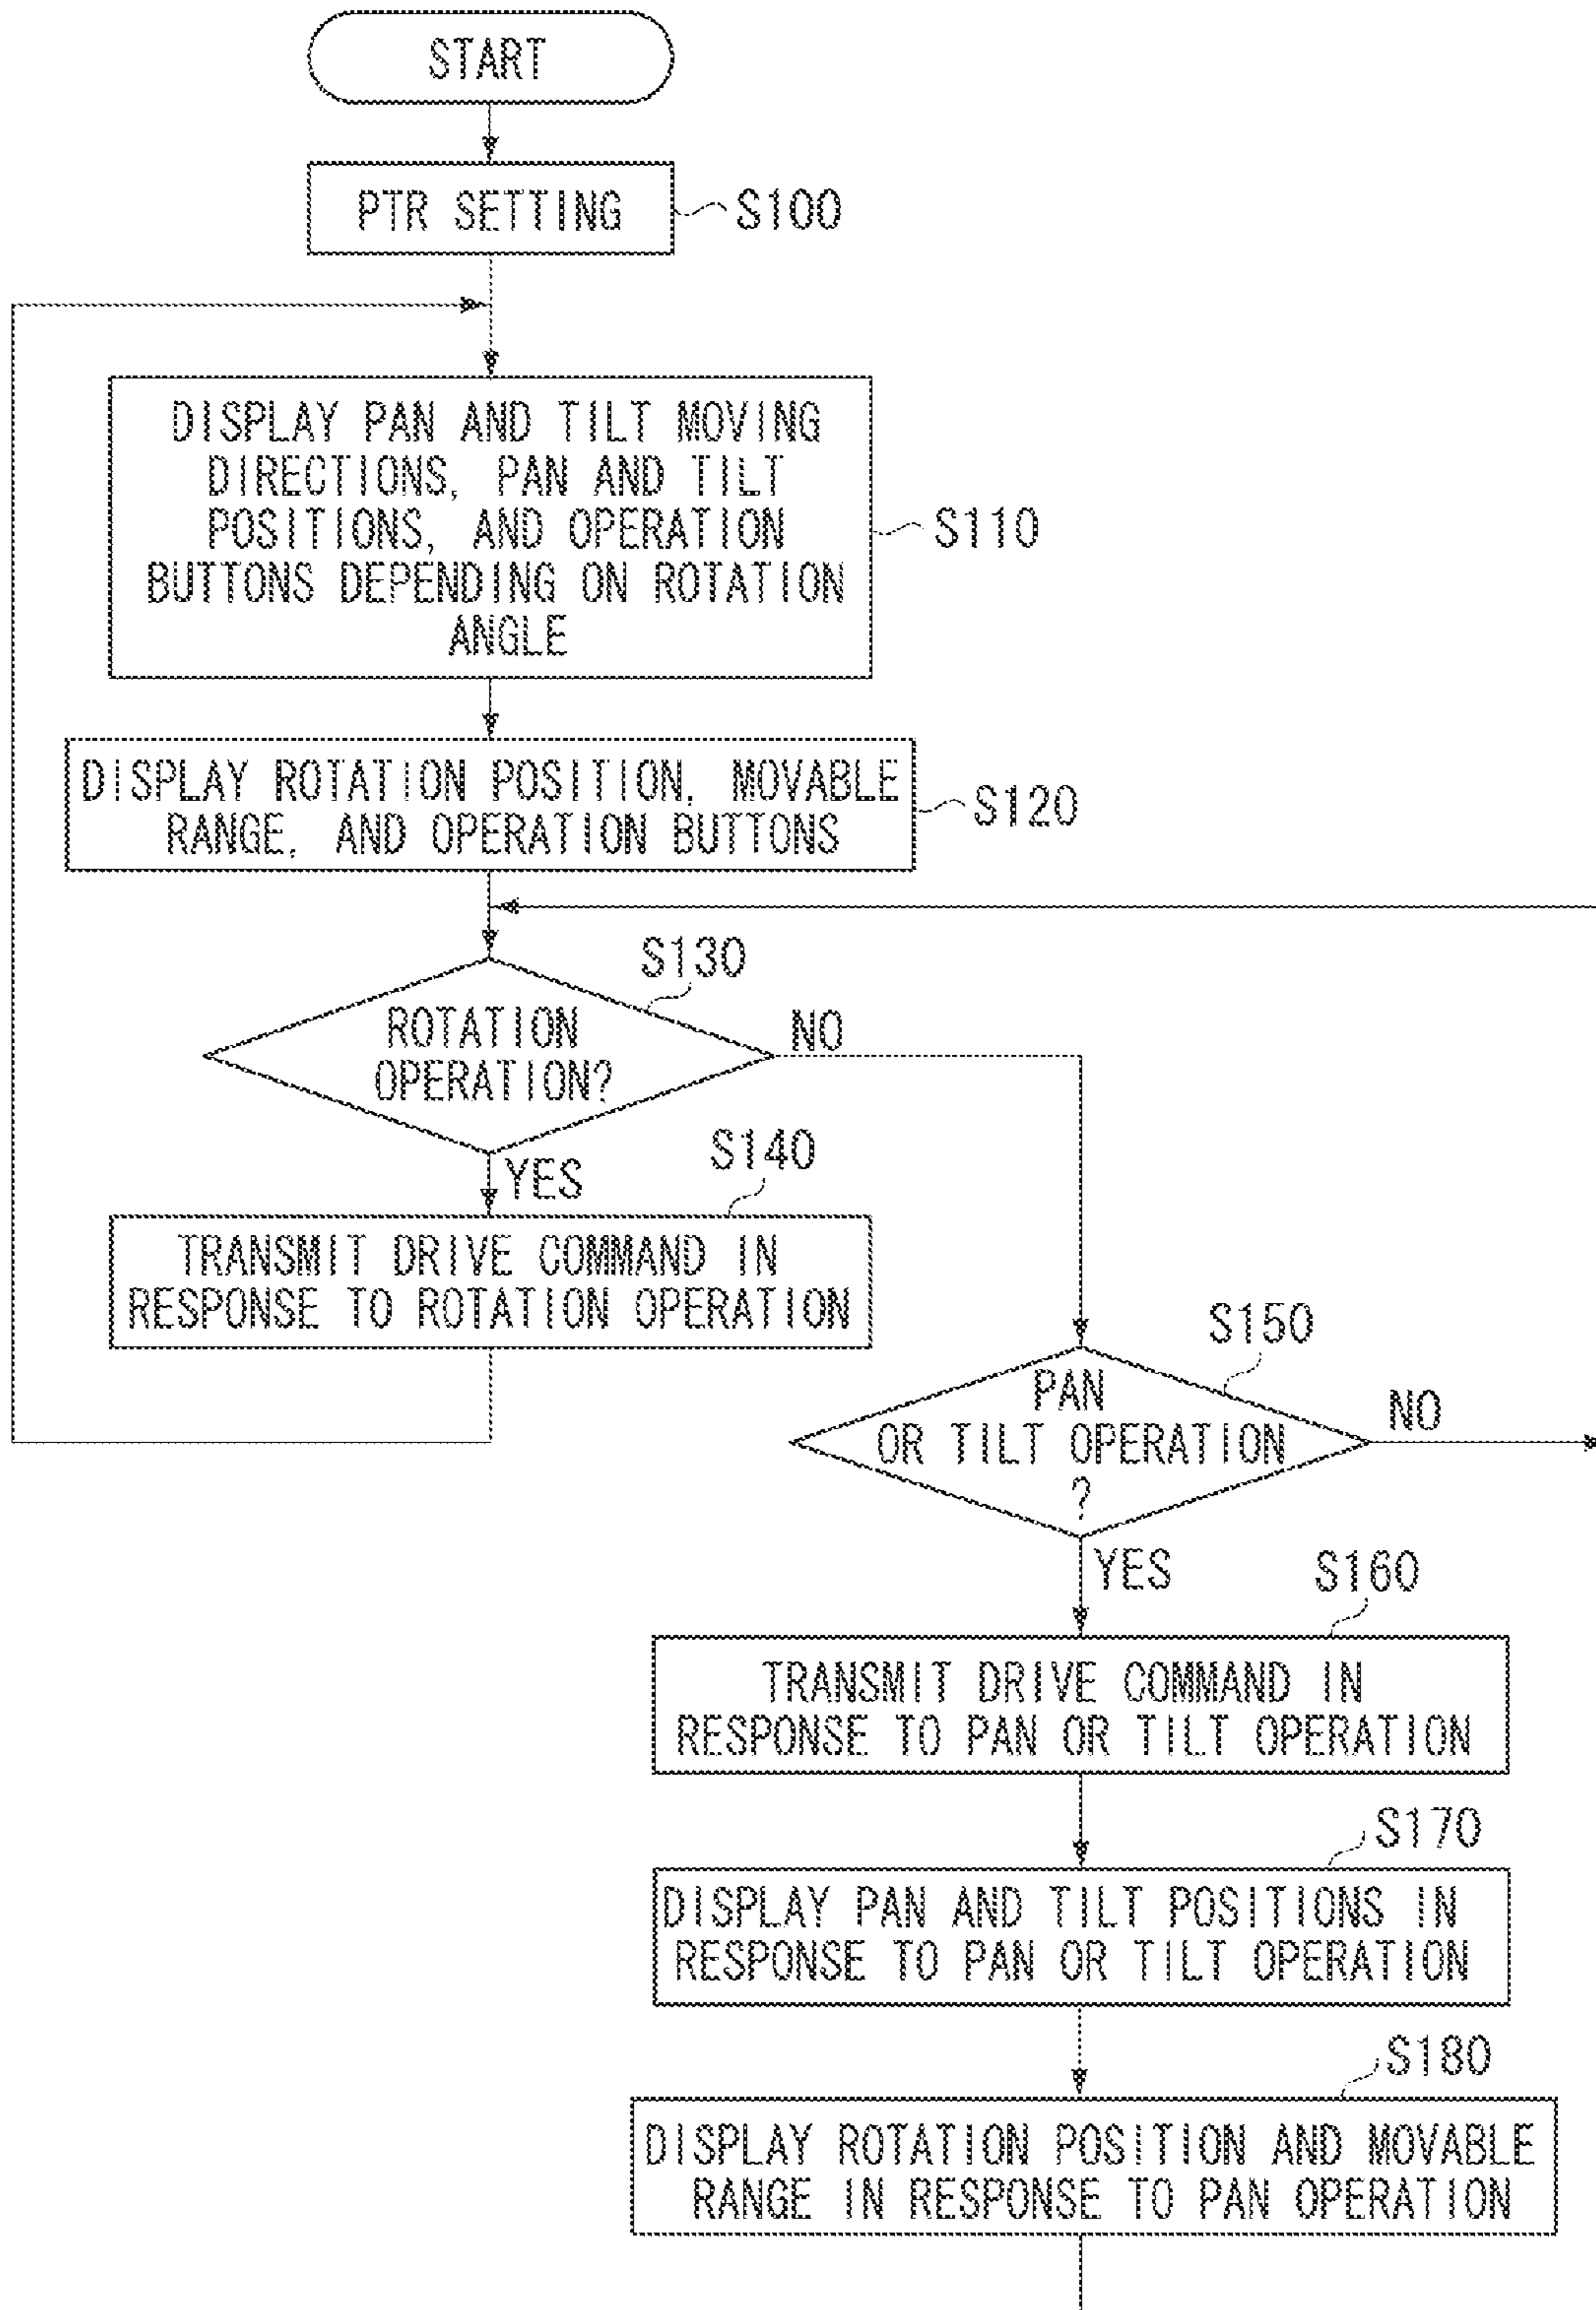 START
PTR SETTING
S100
DISPLAY PAN AND TILT MOVING
DIRECTIONS, PAN AND TILT
POSITIONS, AND OPERATION
BUTTONS DEPENDING ON ROTATION
ANGLE
S110
DISPLAY ROTATION POSITION, MOVABLE
RANGE, AND OPERATION BUTTONS
S120
S130
ROTATION
OPERATION?
NO
YES
S140
TRANSMIT DRIVE COMMAND IN
RESPONSE TO ROTATION OPERATION
S150
PAN
OR TILT OPERATION
?
NO
YES
S160
TRANSMIT DRIVE COMMAND IN
RESPONSE TO PAN OR TILT OPERATION
S170
DISPLAY PAN AND TILT POSITIONS IN
RESPONSE TO PAN OR TILT OPERATION
S180
DISPLAY ROTATION POSITION AND MOVABLE
RANGE IN RESPONSE TO PAN OPERATION